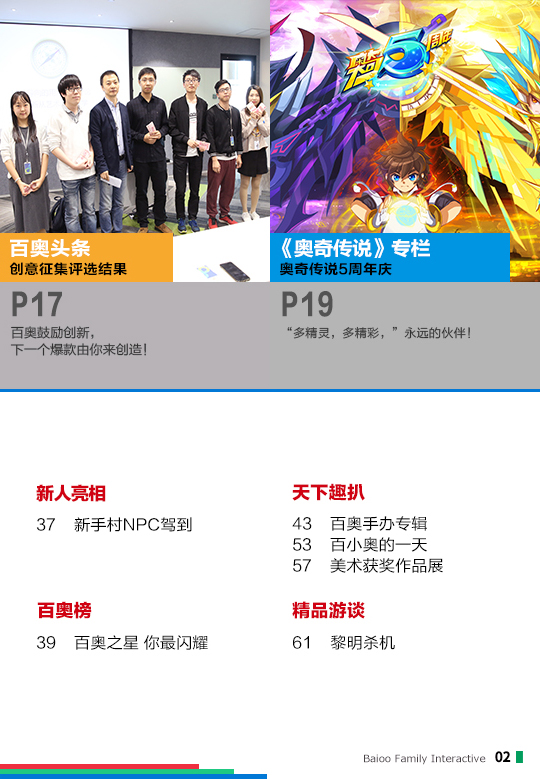 奥奇
5
周年
百奥头条
创意征集评选结果
《奥奇传说》专栏
奥奇传说5周年庆
P17
百奥鼓励创新，
下一个爆款由你来创造！
P19
“多精灵，多精彩，”永远的伙伴！
新人亮相
37 新手村NPC驾到
天下趣扒
43 百奥手办专辑
53 百小奥的一天
57 美术获奖作品展
百奥榜
39 百奥之星 你最闪耀
精品游谈
61 黎明杀机
Baioo Family Interactive 02